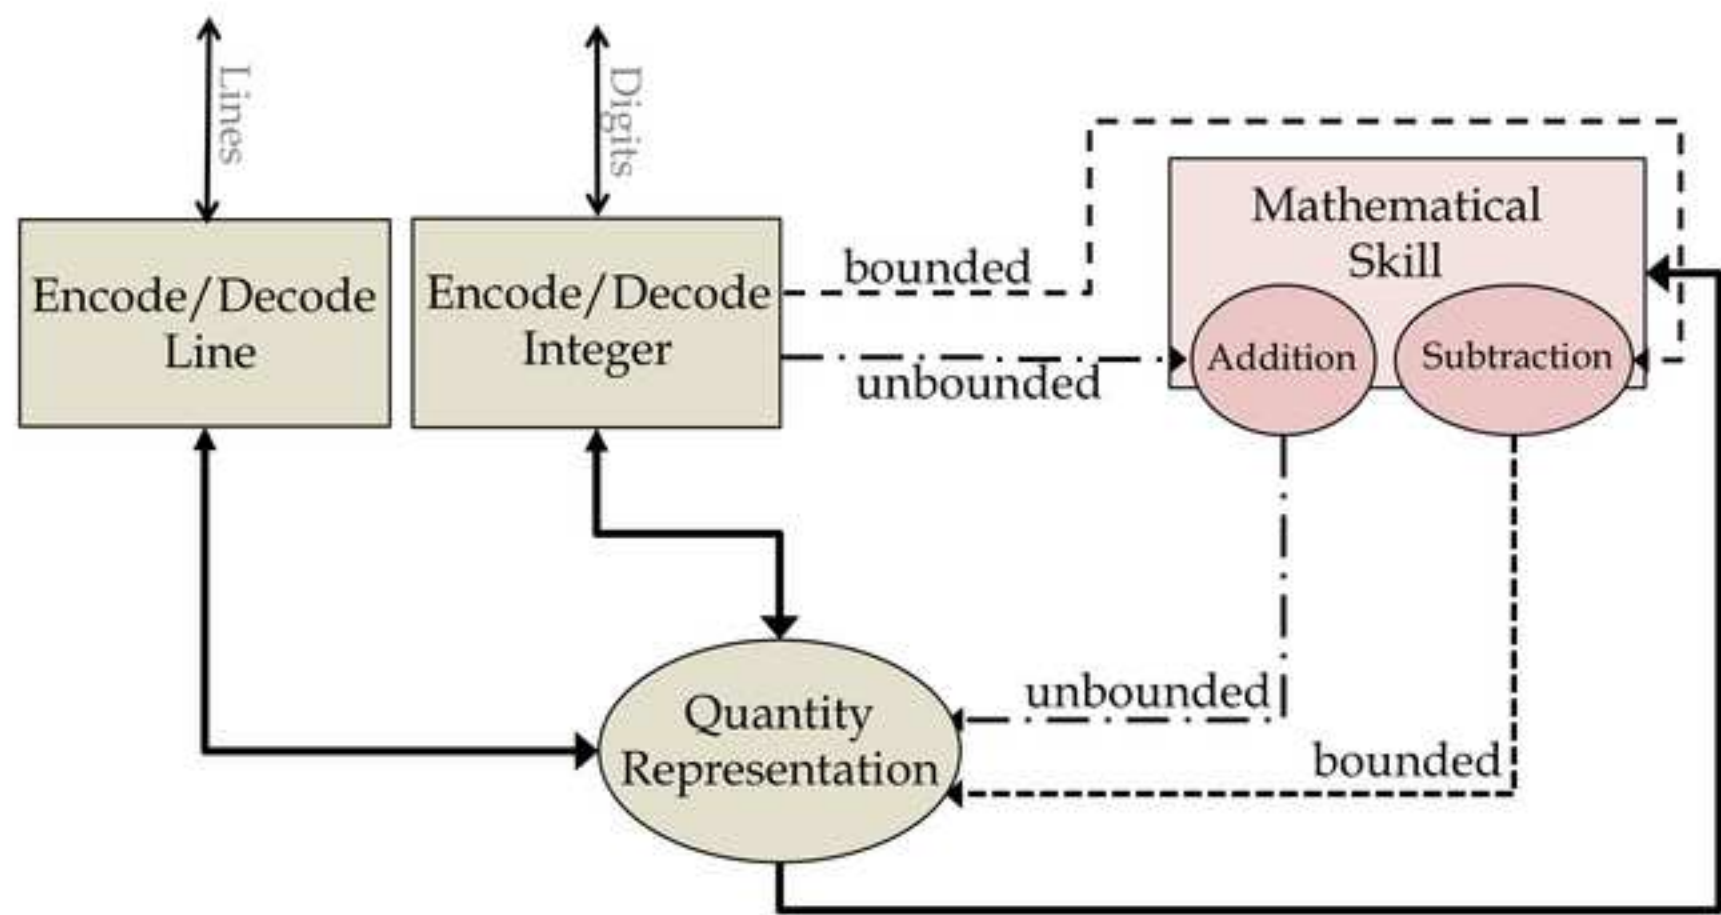 Lines
Digits
Encode/Decode
Line
Encode/Decode
Integer
bounded
unbounded
Mathematical
Skill
Addition
Subtraction
unbounded
bounded
Quantity
Representation